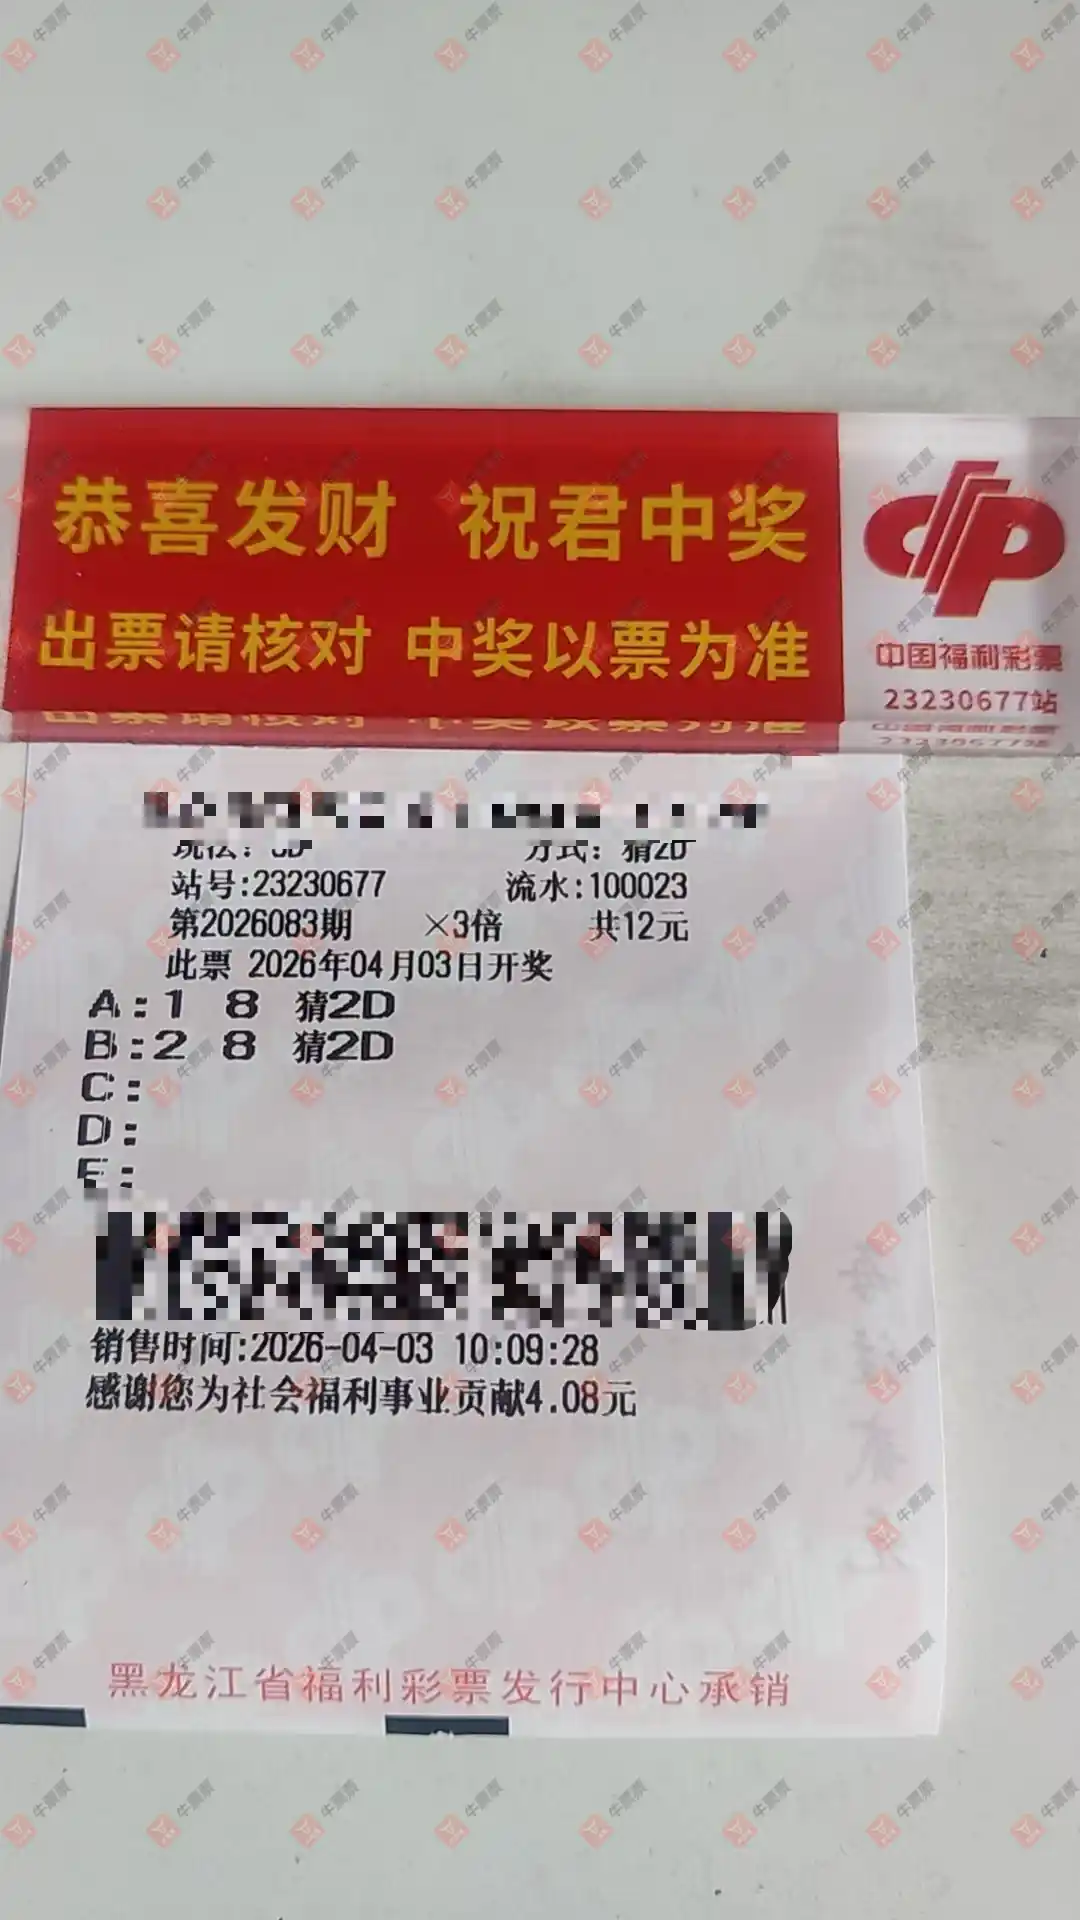 恭喜发财 祝君中奖
出票请核对 中奖以票为准
中国福利彩票
23230677站
玩法: 3D 方式: 猜2D
站号:23230677 流水:100023
第2026083期 ×3倍 共12元
此票 2026年04月03日开奖
A:1 8 猜2D
B:2 8 猜2D
C:
D:
E:
销售时间:2026-04-03 10:09:28
感谢您为社会福利事业贡献4.08元
黑龙江省福利彩票发行中心承销
牛票票